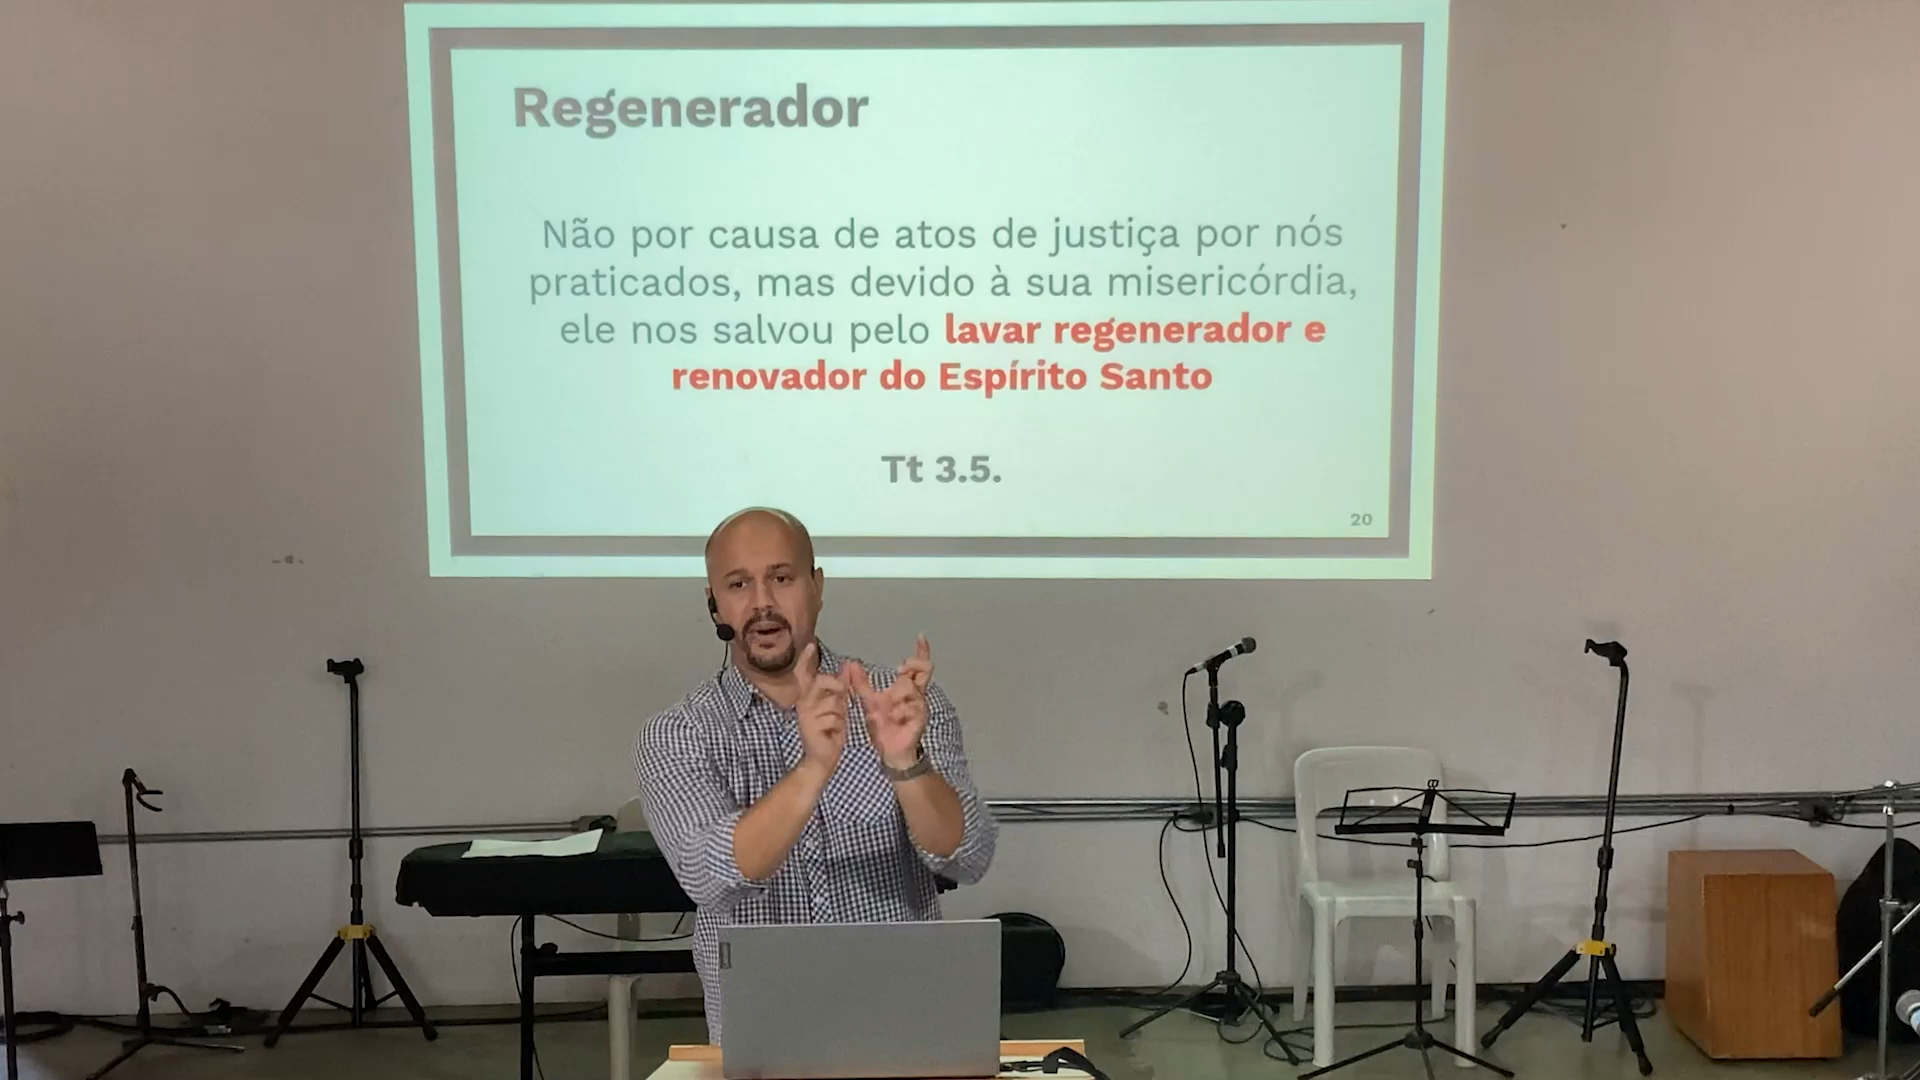 Regenerador
Não por causa de atos de justiça por nós
praticados, mas devido à sua misericórdia,
ele nos salvou pelo lavar regenerador e
renovador do Espírito Santo
Tt 3.5.
20